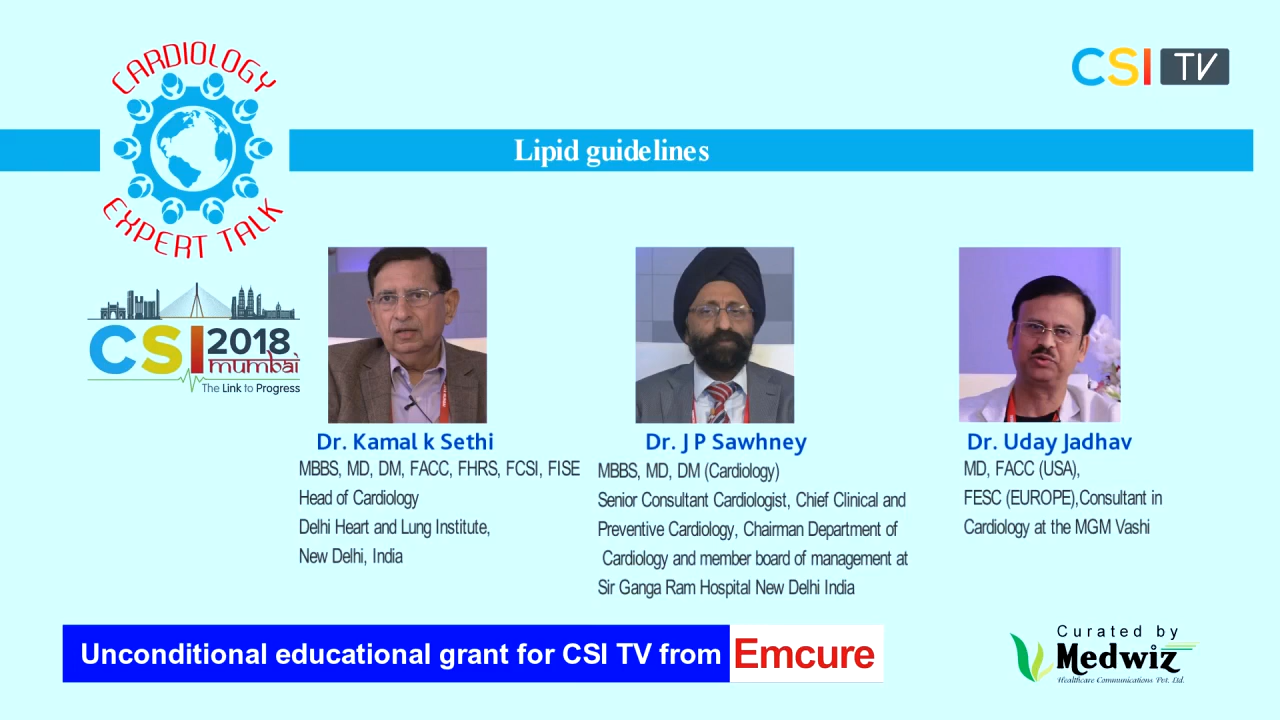 CARDIOLOGY
EXPERT TALK
CSI TV
Lipid guidelines
CSI 2018
mumbai
The Link to Progress
Dr. Kamal k Sethi
MBBS, MD, DM, FACC, FHRS, FCSI, FISE
Head of Cardiology
Delhi Heart and Lung Institute,
New Delhi, India
Dr. J P Sawhney
MBBS, MD, DM (Cardiology)
Senior Consultant Cardiologist, Chief Clinical and
Preventive Cardiology, Chairman Department of
Cardiology and member board of management at
Sir Ganga Ram Hospital New Delhi India
Dr. Uday Jadhav
MD, FACC (USA),
FESC (EUROPE),Consultant in
Cardiology at the MGM Vashi
Unconditional educational grant for CSI TV from Emcure
Curated by
Medwiz
Healthcare Communications Pvt. Ltd.